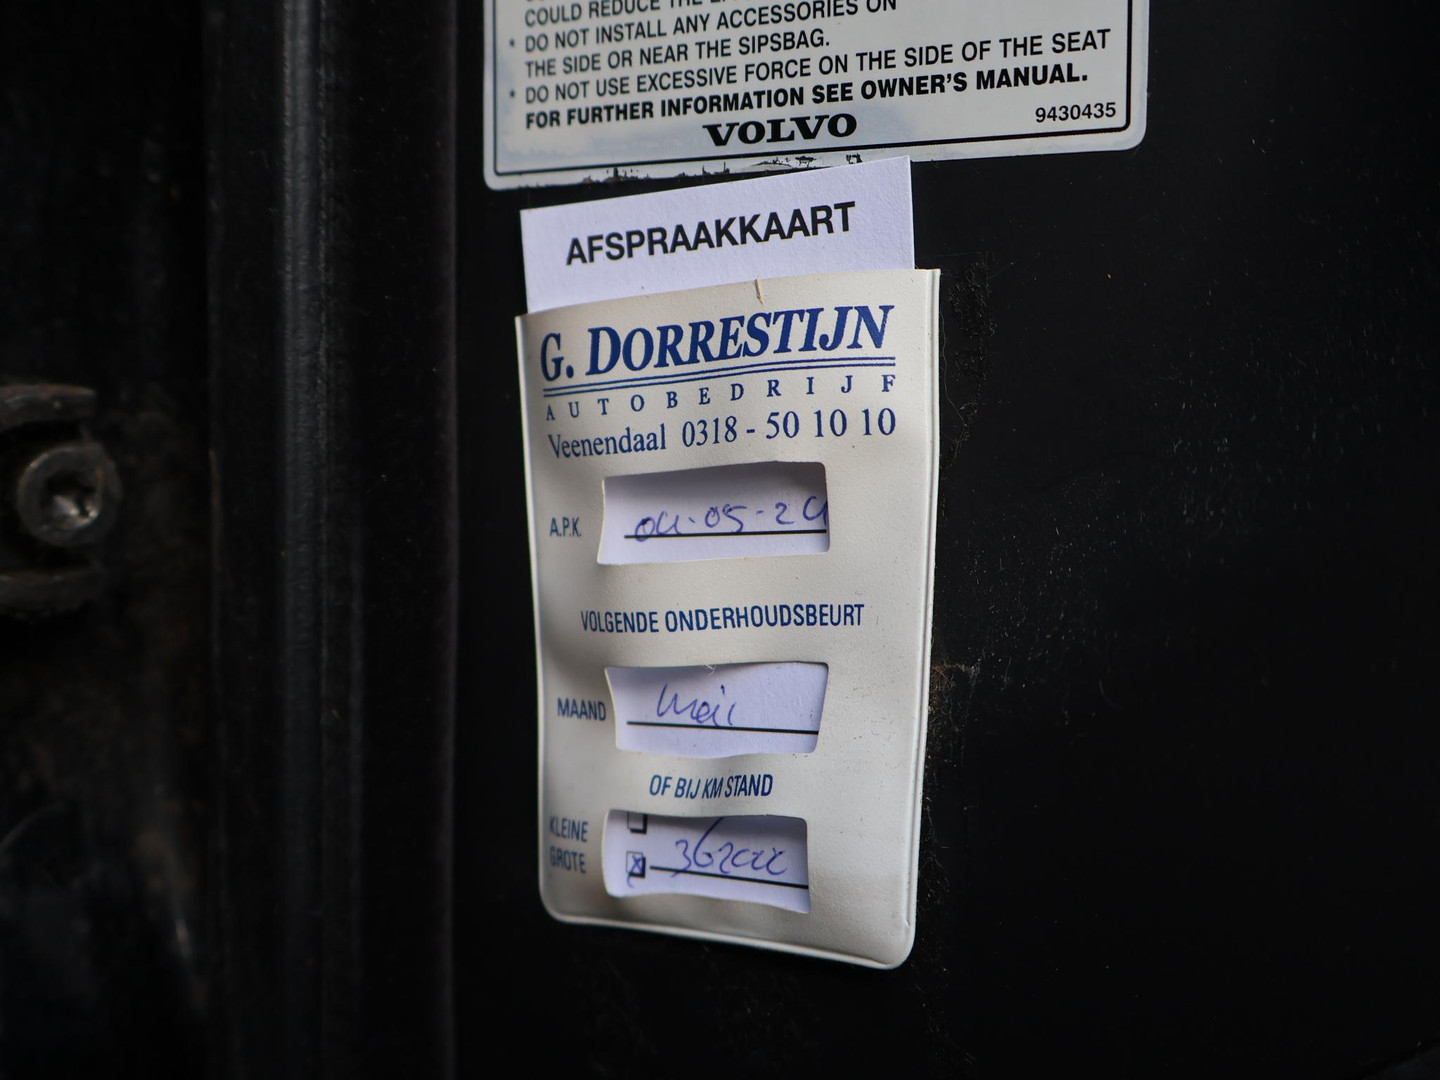 COULD REDUCE THE
• DO NOT INSTALL ANY ACCESSORIES ON
THE SIDE OR NEAR THE SIPSBAG.
• DO NOT USE EXCESSIVE FORCE ON THE SIDE OF THE SEAT
FOR FURTHER INFORMATION SEE OWNER'S MANUAL.
VOLVO
9430435
AFSPRAAKKAART
G. DORRESTIJN
AUTOBEDRIJF
Veenendaal 0318 - 50 10 10
A.P.K. 04-05-24
VOLGENDE ONDERHOUDSBEURT
MAAND Mei
OF BIJ KM STAND
KLEINE
GROTE 362000